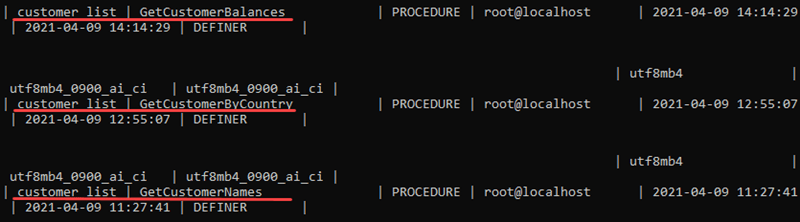 | customer list | GetCustomerBalances | PROCEDURE | root@localhost | 2021-04-09 14:14:29
| 2021-04-09 14:14:29 | DEFINER |
| utf8mb4 |
utf8mb4_0900_ai_ci | utf8mb4_0900_ai_ci |
| customer list | GetCustomerByCountry | PROCEDURE | root@localhost | 2021-04-09 12:55:07
| 2021-04-09 12:55:07 | DEFINER |
| utf8mb4 |
utf8mb4_0900_ai_ci | utf8mb4_0900_ai_ci |
| customer list | GetCustomerNames | PROCEDURE | root@localhost | 2021-04-09 11:27:41
| 2021-04-09 11:27:41 | DEFINER |